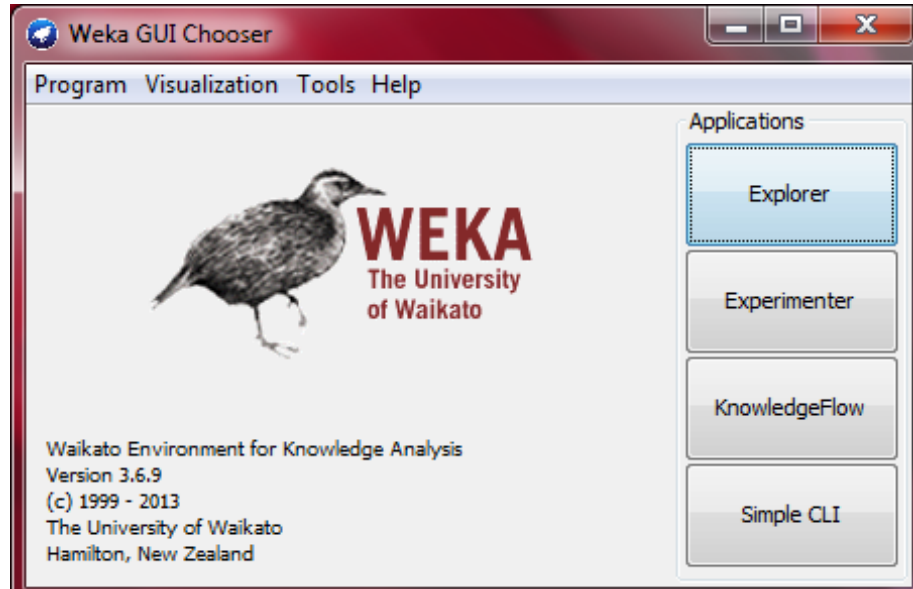 Weka GUI Chooser
Program Visualization Tools Help
Applications
Explorer
WEKA
The University
of Waikato
Experimenter
KnowledgeFlow
Simple CLI
Waikato Environment for Knowledge Analysis
Version 3.6.9
(c) 1999 - 2013
The University of Waikato
Hamilton, New Zealand